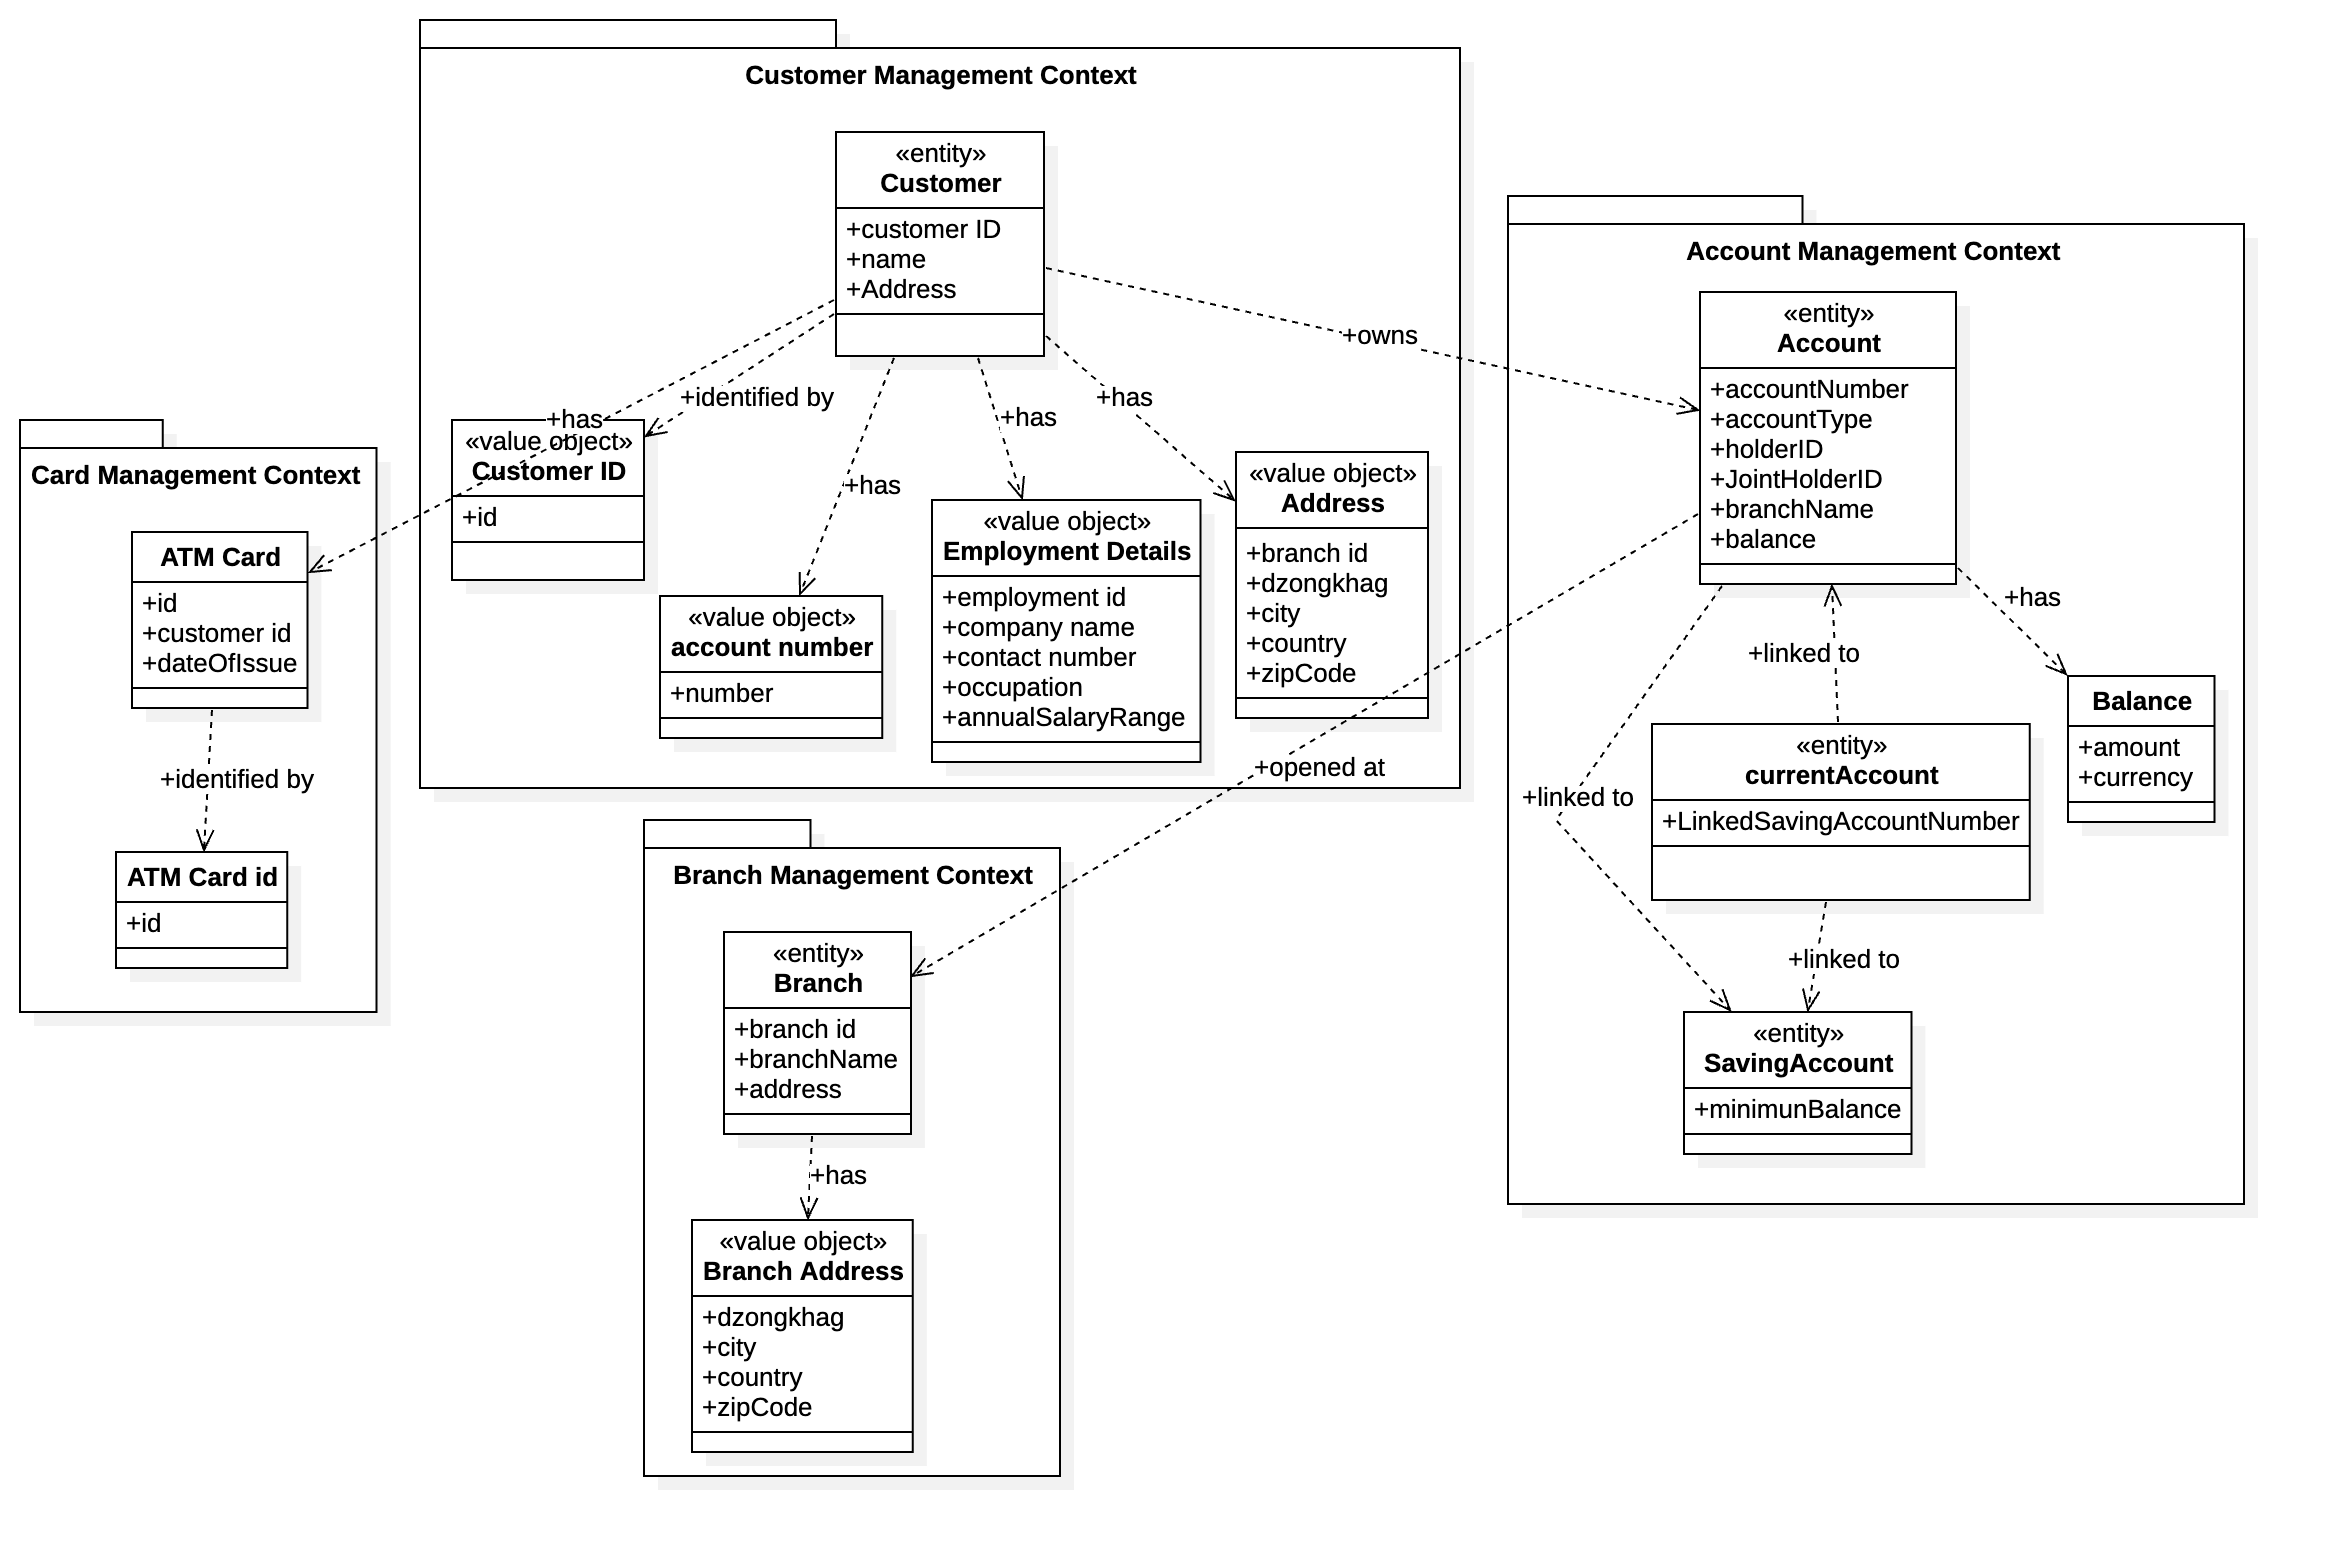 Customer Management Context
«entity»
Customer
+customer ID
+name
+Address
+owns
+identified by
+has
+has
+has
+has
«value object»
Customer ID
+id
«value object»
account number
+number
«value object»
Employment Details
+employment id
+company name
+contact number
+occupation
+annualSalaryRange
«value object»
Address
+branch id
+dzongkhag
+city
+country
+zipCode
Card Management Context
ATM Card
+id
+customer id
+dateOfIssue
+identified by
ATM Card id
+id
Account Management Context
«entity»
Account
+accountNumber
+accountType
+holderID
+JointHolderID
+branchName
+balance
+has
+linked to
Balance
+amount
+currency
«entity»
currentAccount
+LinkedSavingAccountNumber
+linked to
+linked to
«entity»
SavingAccount
+minimunBalance
+opened at
Branch Management Context
«entity»
Branch
+branch id
+branchName
+address
+has
«value object»
Branch Address
+dzongkhag
+city
+country
+zipCode